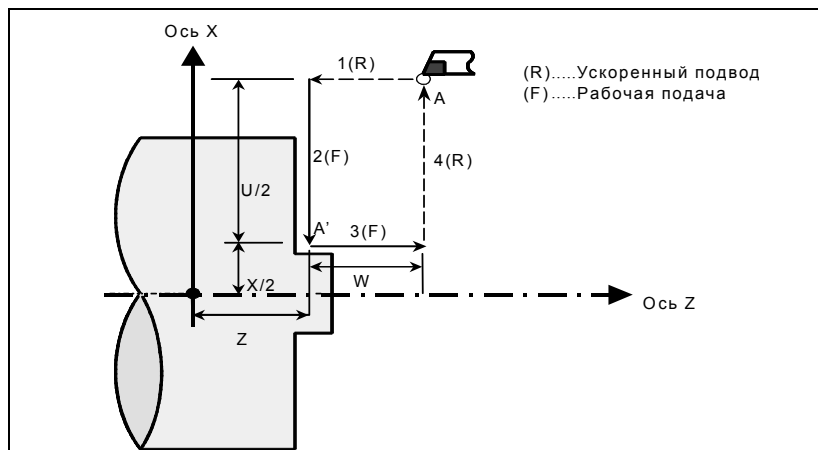 Ось X
1(R)
A
(R).....Ускоренный подвод
(F).....Рабочая подача
2(F)
4(R)
U/2
A’
3(F)
X/2
W
Ось Z
Z